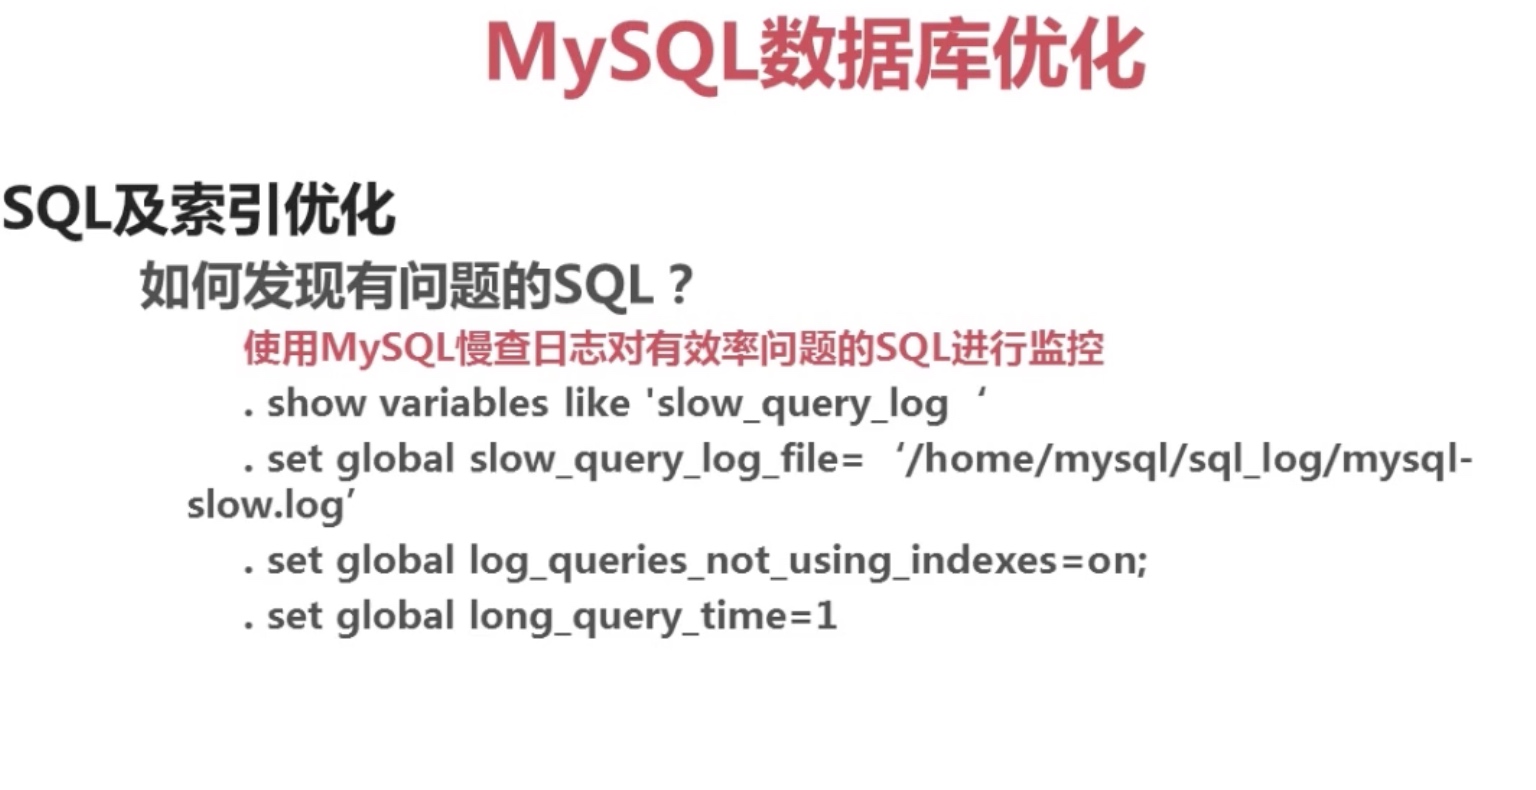 MySQL数据库优化
SQL及索引优化
如何发现有问题的SQL？
使用MySQL慢查日志对有效率问题的SQL进行监控
. show variables like 'slow_query_log ‘
. set global slow_query_log_file= ‘/home/mysql/sql_log/mysql-
slow.log’
. set global log_queries_not_using_indexes=on;
. set global long_query_time=1